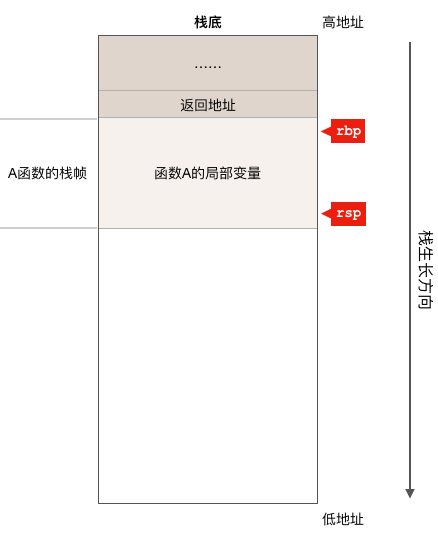 栈底
高地址
……
返回地址
rbp
A函数的栈帧
函数A的局部变量
rsp
栈生长方向
低地址